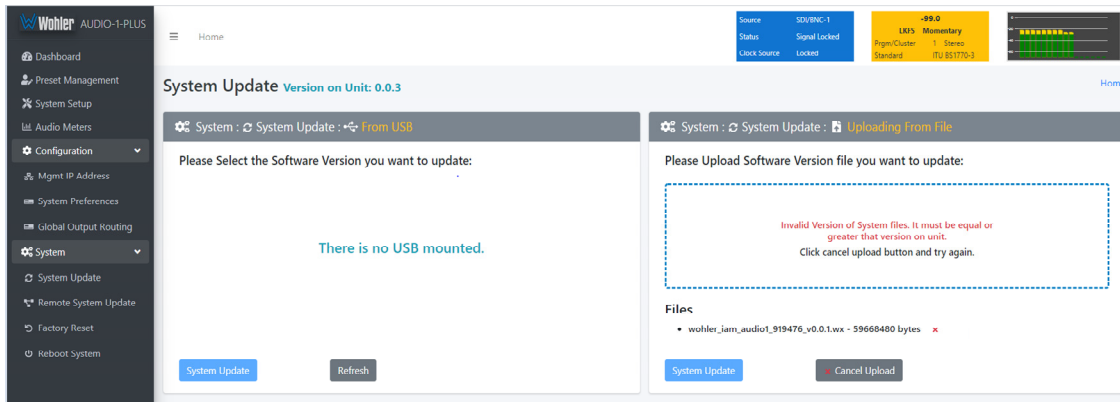 Wohler AUDIO-1-PLUS
Dashboard
Preset Management
System Setup
Audio Meters
Configuration
Mgmt IP Address
System Preferences
Global Output Routing
System
System Update
Remote System Update
Factory Reset
Reboot System
Home
Source SDI/BNC-1
Status Signal Locked
Clock Source Locked
-99.0
LKFS Momentary
Prgm/Cluster 1 Stereo
Standard ITU BS1770-3
System Update Version on Unit: 0.0.3
Hom
System : System Update : From USB
Please Select the Software Version you want to update:
There is no USB mounted.
System Update Refresh
System : System Update : Uploading From File
Please Upload Software Version file you want to update:
Invalid Version of System files. It must be equal or
greater that version on unit.
Click cancel upload button and try again.
Files
wohler_iam_audio1_919476_v0.0.1.wx - 59668480 bytes ×
System Update × Cancel Upload